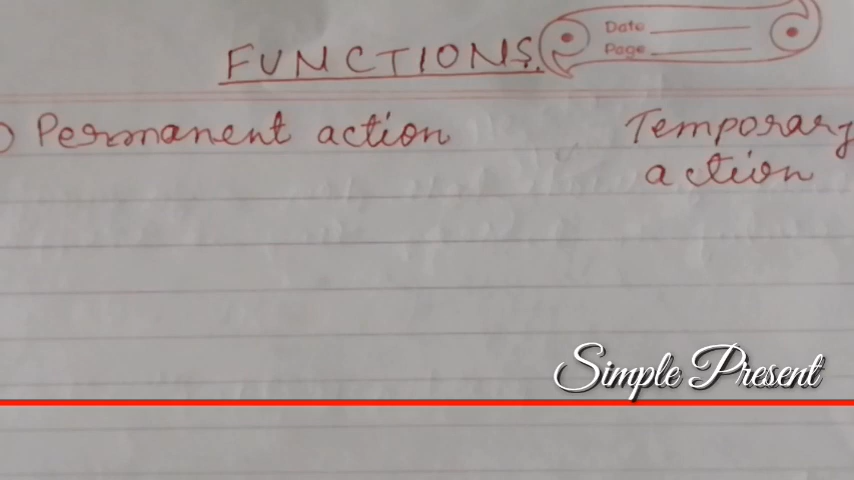 FUNCTIONS.
Date
Page
) Permanent action
Temporary
action
Simple Present